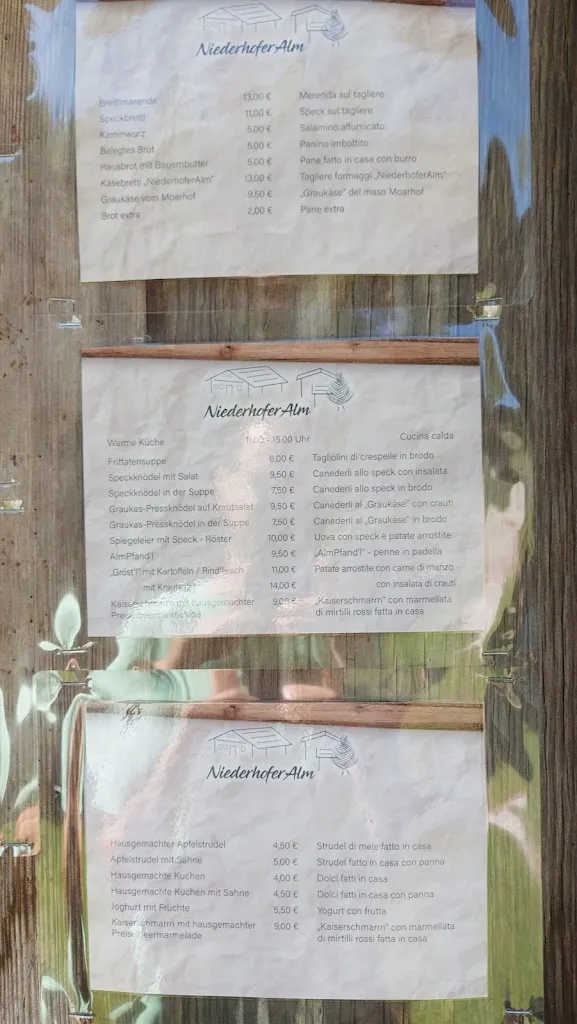 NiederhoferAlm
Brettlmarende 13,00 € Merenda sul tagliere
Speckbrettl 11,00 € Speck sul tagliere
Kaminwurz 5,00 € Salamino affumicato
Belegtes Brot 5,00 € Panino imbottito
Hausbrot mit Bauernbutter 5,00 € Pane fatto in casa con burro
Käsebrettl „NiederhoferAlm" 13,00 € Tagliere formaggi „NiederhoferAlm"
Graukäse vom Moarhof 9,50 € „Graukäse" del maso Moarhof
Brot extra 2,00 € Pane extra
NiederhoferAlm
Warme Küche 11.00 - 15.00 Uhr Cucina calda
Frittatensuppe 6,00 € Tagliolini di crespelle in brodo
Speckknödel mit Salat 9,50 € Canederli allo speck con insalata
Speckknödel in der Suppe 7,50 € Canederli allo speck in brodo
Graukas-Pressknödel auf Krautsalat 9,50 € Canederli al „Graukäse" con crauti
Graukas-Pressknödel in der Suppe 7,50 € Canederli al „Graukäse" in brodo
Spiegeleier mit Speck - Röster 10,00 € Uova con speck e patate arrostite
AlmPfand'l 9,50 € „AlmPfand'l" - penne in padella
„Gröst'l" mit Kartoffeln / Rindfleisch 11,00 € Patate arrostite con carne di manzo
mit Krautsalat 14,00 € con insalata di crauti
Kaiserschmarrn mit hausgemachter 9,00 € „Kaiserschmarrn" con marmellata
Preiselbeermarmelade di mirtilli rossi fatta in casa
NiederhoferAlm
Hausgemachter Apfelstrudel 4,50 € Strudel di mele fatto in casa
Apfelstrudel mit Sahne 5,00 € Strudel fatto in casa con panna
Hausgemachte Kuchen 4,00 € Dolci fatti in casa
Hausgemachte Kuchen mit Sahne 4,50 € Dolci fatti in casa con panna
Joghurt mit Früchte 5,50 € Yogurt con frutta
Kaiserschmarrn mit hausgemachter 9,00 € „Kaiserschmarrn" con marmellata
Preiselbeermarmelade di mirtilli rossi fatta in casa